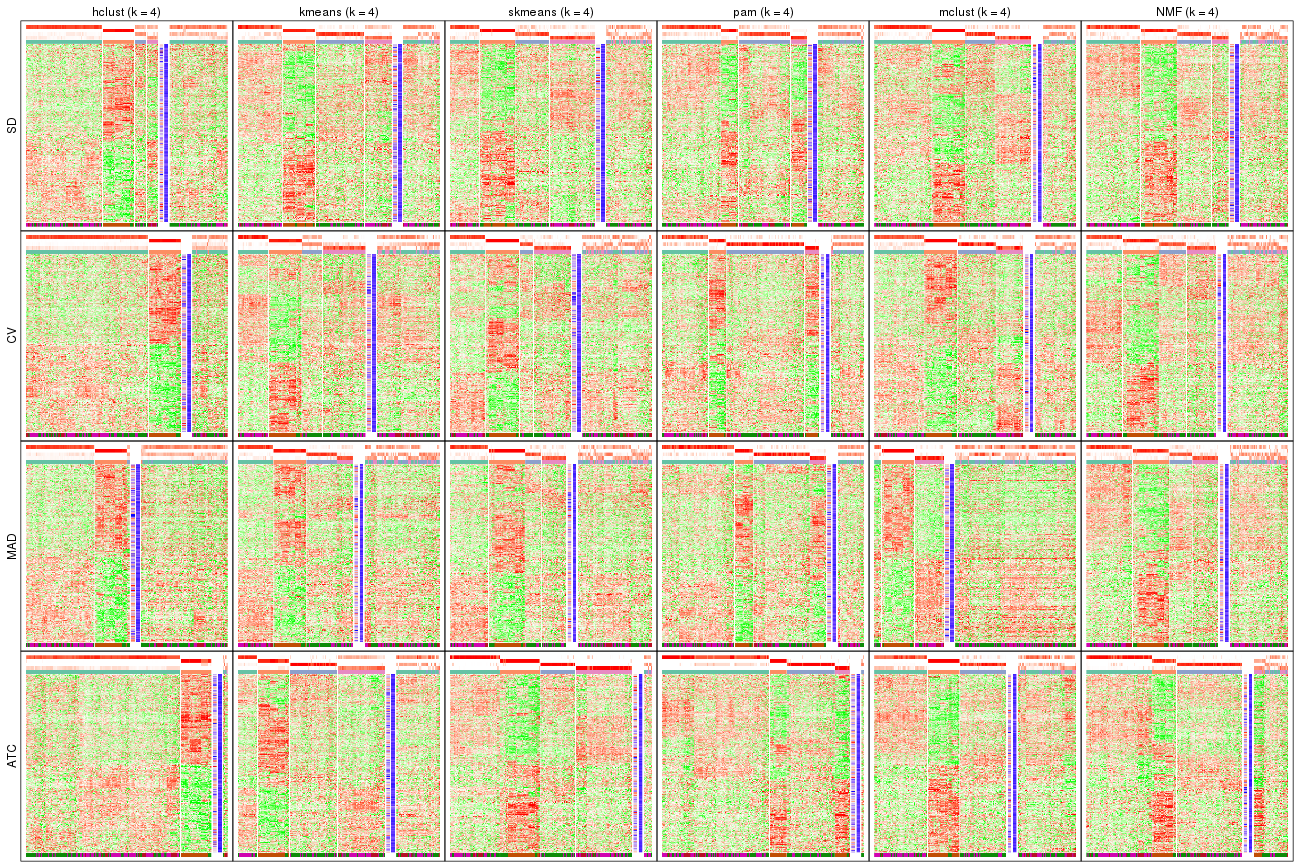 hclust (k = 4) kmeans (k = 4) skmeans (k = 4) pam (k = 4) mclust (k = 4) NMF (k = 4)
SD
CV
MAD
ATC